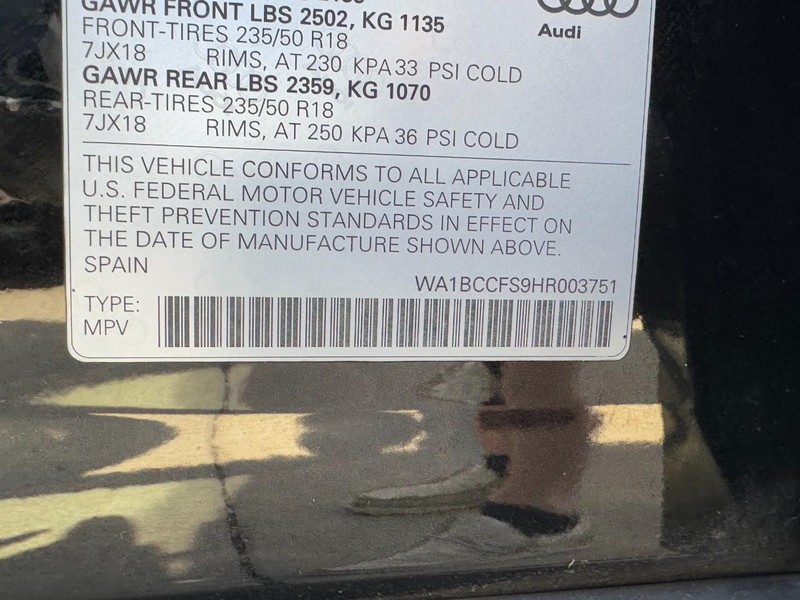 GAWR FRONT LBS 2502, KG 1135
FRONT-TIRES 235/50 R18
7JX18 RIMS, AT 230 KPA 33 PSI COLD
GAWR REAR LBS 2359, KG 1070
REAR-TIRES 235/50 R18
7JX18 RIMS, AT 250 KPA 36 PSI COLD
Audi
THIS VEHICLE CONFORMS TO ALL APPLICABLE
U.S. FEDERAL MOTOR VEHICLE SAFETY AND
THEFT PREVENTION STANDARDS IN EFFECT ON
THE DATE OF MANUFACTURE SHOWN ABOVE.
SPAIN
WA1BCCFS9HR003751
TYPE:
MPV